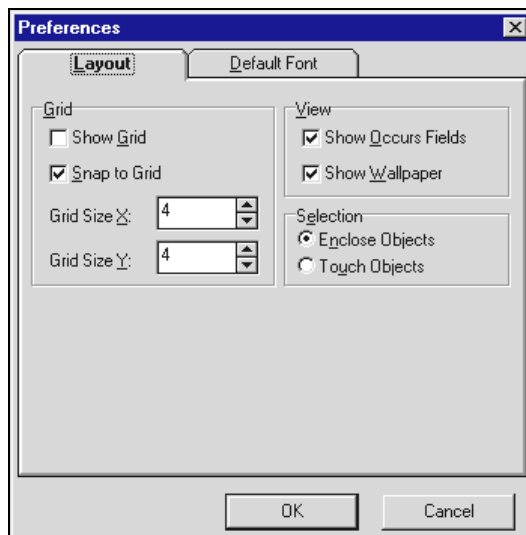 Preferences
Layout
Default Font
Grid
Show Grid
Snap to Grid
Grid Size X: 4
Grid Size Y: 4
View
Show Occurs Fields
Show Wallpaper
Selection
Enclose Objects
Touch Objects
OK
Cancel